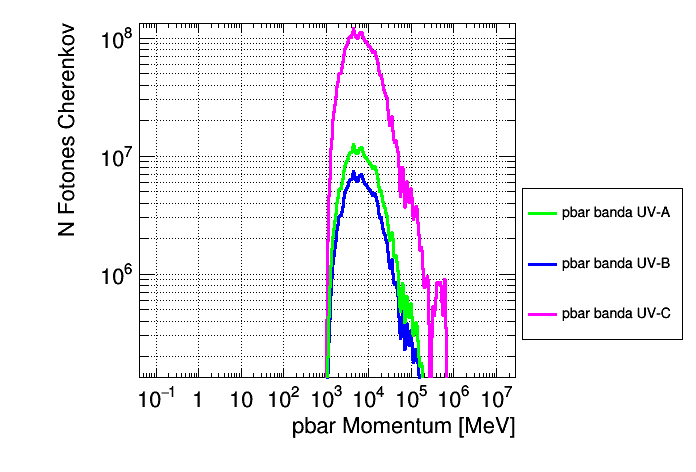 N Fotones Cherenkov
10^8
10^7
10^6
10^−1 1 10 10^2 10^3 10^4 10^5 10^6 10^7
pbar Momentum [MeV]
pbar banda UV-A
pbar banda UV-B
pbar banda UV-C